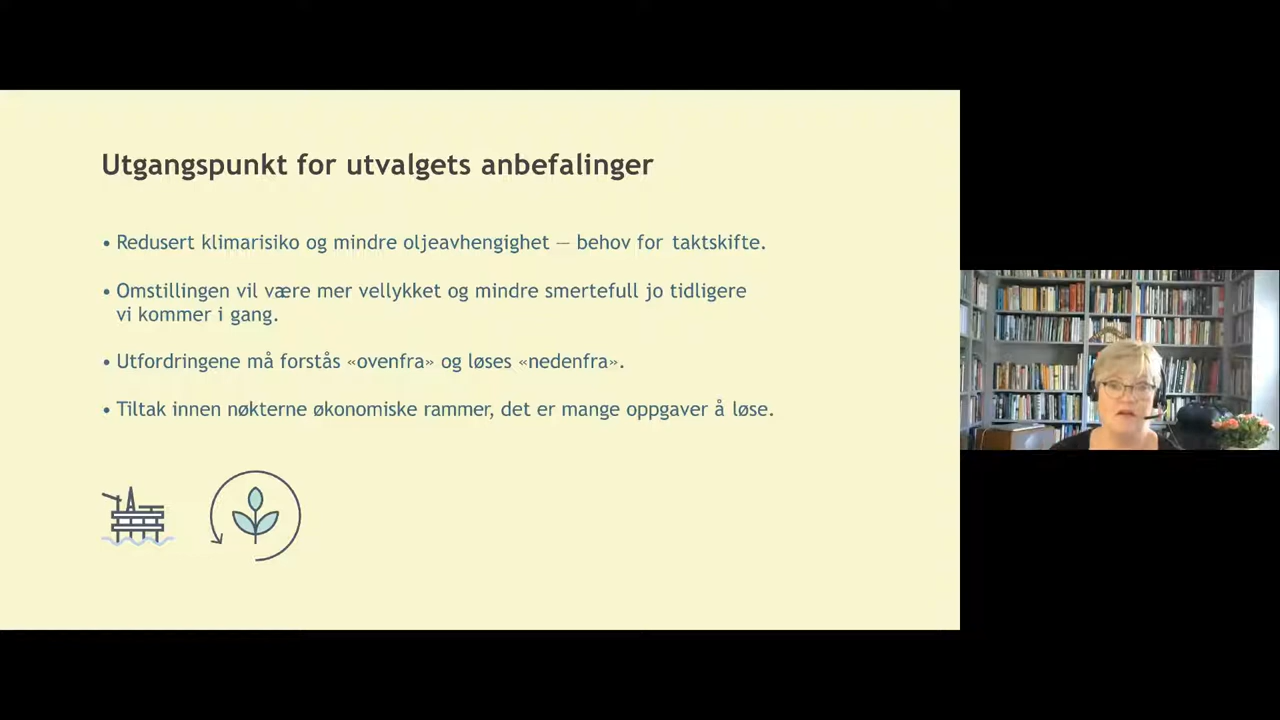 Utgangspunkt for utvalgets anbefalinger
• Redusert klimarisiko og mindre oljeavhengighet — behov for taktskifte.
• Omstillingen vil være mer vellykket og mindre smertefull jo tidligere
vi kommer i gang.
• Utfordringene må forstås «ovenfra» og løses «nedenfra».
• Tiltak innen nøkterne økonomiske rammer, det er mange oppgaver å løse.